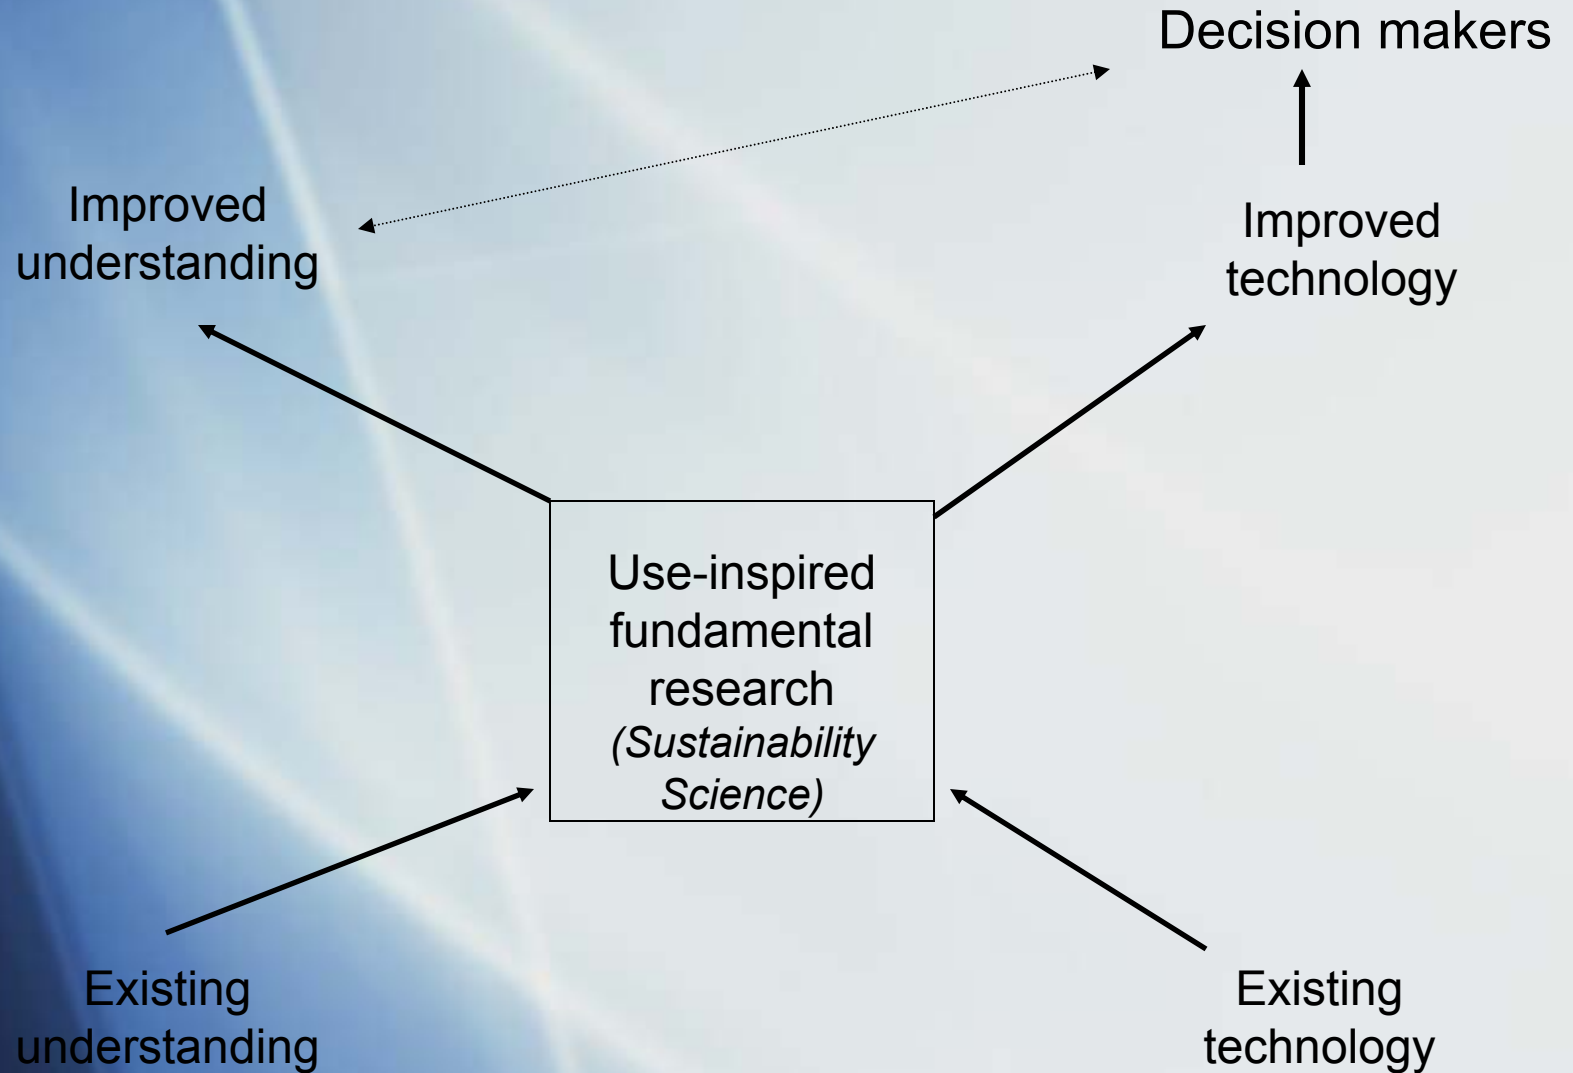 Decision makers
Improved
understanding
Improved
technology
Use-inspired
fundamental
research
(Sustainability
Science)
Existing
understanding
Existing
technology